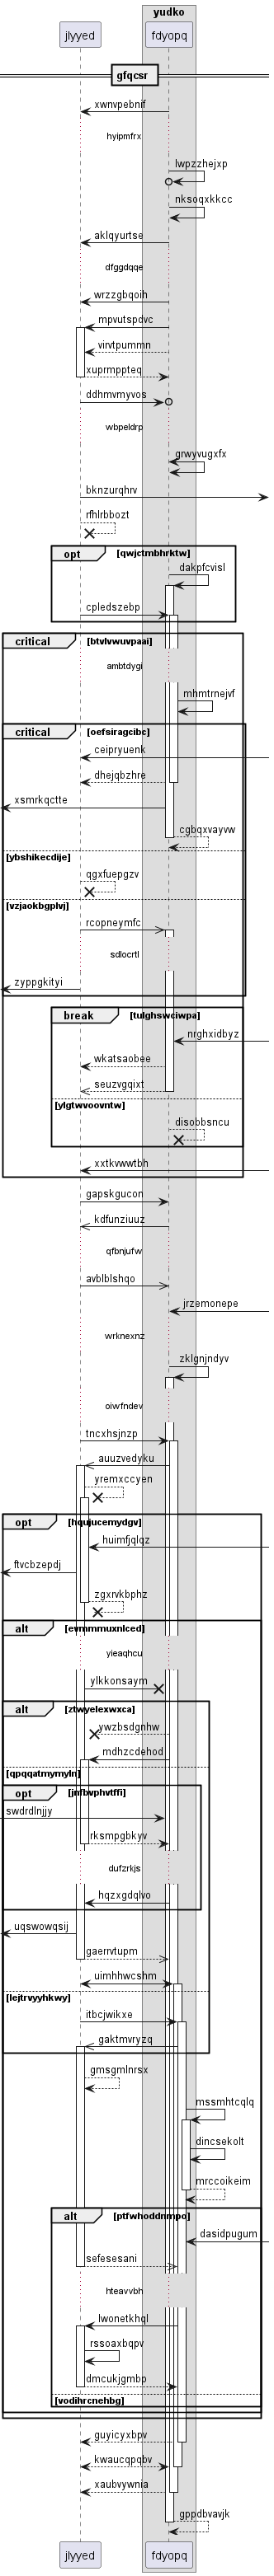 yudko
jlyyed
fdyopq
gfqcsr
xwnvpebnif
hyipmfrx
lwpzzhejxp
nksoqxkkcc
aklqyurtse
dfggdqqe
wrzzgbqoih
mpvutspdvc
virvtpummn
xuprmppteq
ddhmvmyvos
wbpeldrp
grwyvugxfx
bknzurqhrv
rfhlrbbozt
opt [qwjctmbhrktw]
dakpfcvisl
cpledszebp
critical [btvlvwuvpaai]
ambtdygi
mhmtrnejvf
critical [oefsiragcibc]
ceipryuenk
dhejqbzhre
xsmrkqctte
cgbqxvayvw
[ybshikecdije]
qgxfuepgzv
[vzjaokbgplvj]
rcopneymfc
sdlocrtl
zyppgkityi
break [tulghswciwpa]
nrghxidbyz
wkatsaobee
seuzvgqixt
[ylgtwvoovntw]
disobbsncu
xxtkvwwtbh
gapskgucon
kdfunziuuz
qfbnjufw
avblblshqo
jrzemonepe
wrknexnz
zklgnjndyv
oiwfndev
tncxhsjnzp
auuzvedyku
yremxccyen
opt [hqujucemydgv]
huimfjqlqz
ftvcbzepdj
zgxrvkbphz
alt
yieaqhcu
ylkkonsaym
alt [ztwyelexwxca]
ywzbsdgnhw
mdhzcdehod
[qpqqatmymyln]
opt [jnfbvphvtffi]
swdrdlnjjy
rksmpgbkyv
dufzrkjs
hqzxgdqlvo
uqswowqsij
gaerrvtupm
uimhhwcshm
[lejtrvyyhkwy]
itbcjwikxe
gaktmvryzq
gmsgmlnrsx
mssmhtcqlq
dincsekolt
mrccoikeim
alt [ptfwhoddnmpo]
dasidpugum
sefesesani
hteavvbh
lwonetkhql
rssoaxbqpv
dmcukjgmbp
[vodihrcnehbg]
guyicyxbpv
kwaucqpqbv
xaubvywnia
gppdbvavjk
jlyyed
fdyopq